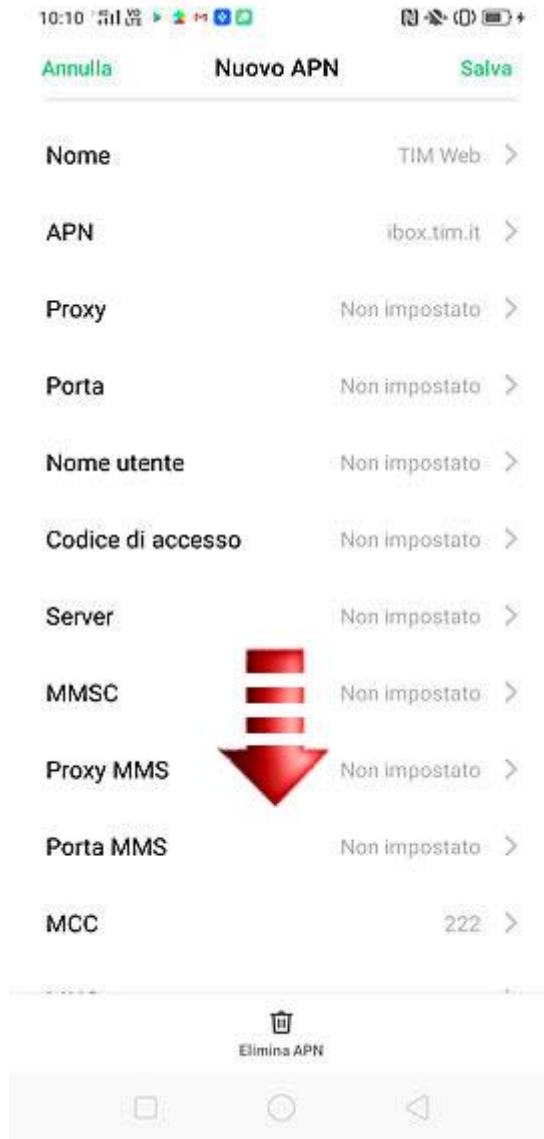 10:10
Annulla Nuovo APN Salva
Nome TIM Web
APN ibox.tim.it
Proxy Non impostato
Porta Non impostato
Nome utente Non impostato
Codice di accesso Non impostato
Server Non impostato
MMSC Non impostato
Proxy MMS Non impostato
Porta MMS Non impostato
MCC 222
Elimina APN